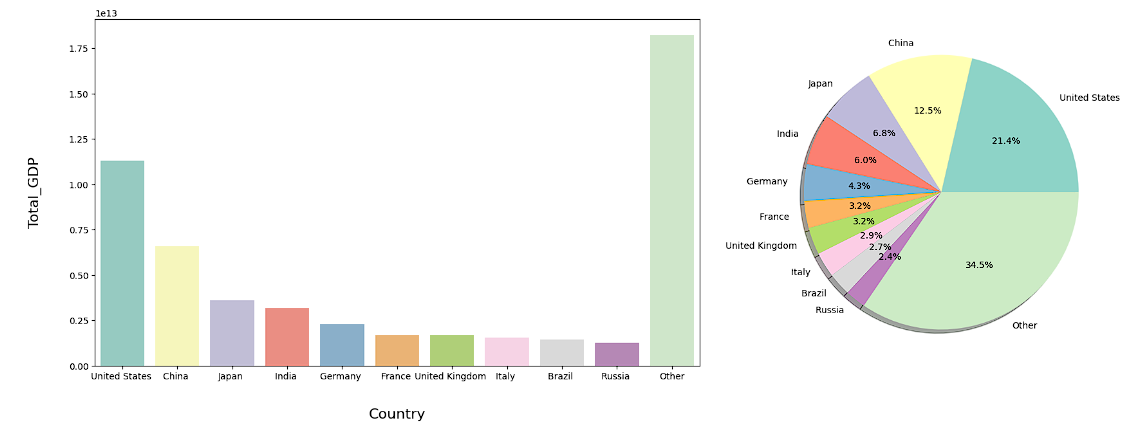 1e13
1.75
1.50
1.25
1.00
0.75
0.50
0.25
0.00
Total_GDP
United States China Japan India Germany France United Kingdom Italy Brazil Russia Other
Country
China
Japan
United States
India
Germany
France
United Kingdom
Italy
Brazil
Russia
Other
12.5%
21.4%
6.8%
6.0%
4.3%
3.2%
3.2%
2.9%
2.7%
2.4%
34.5%